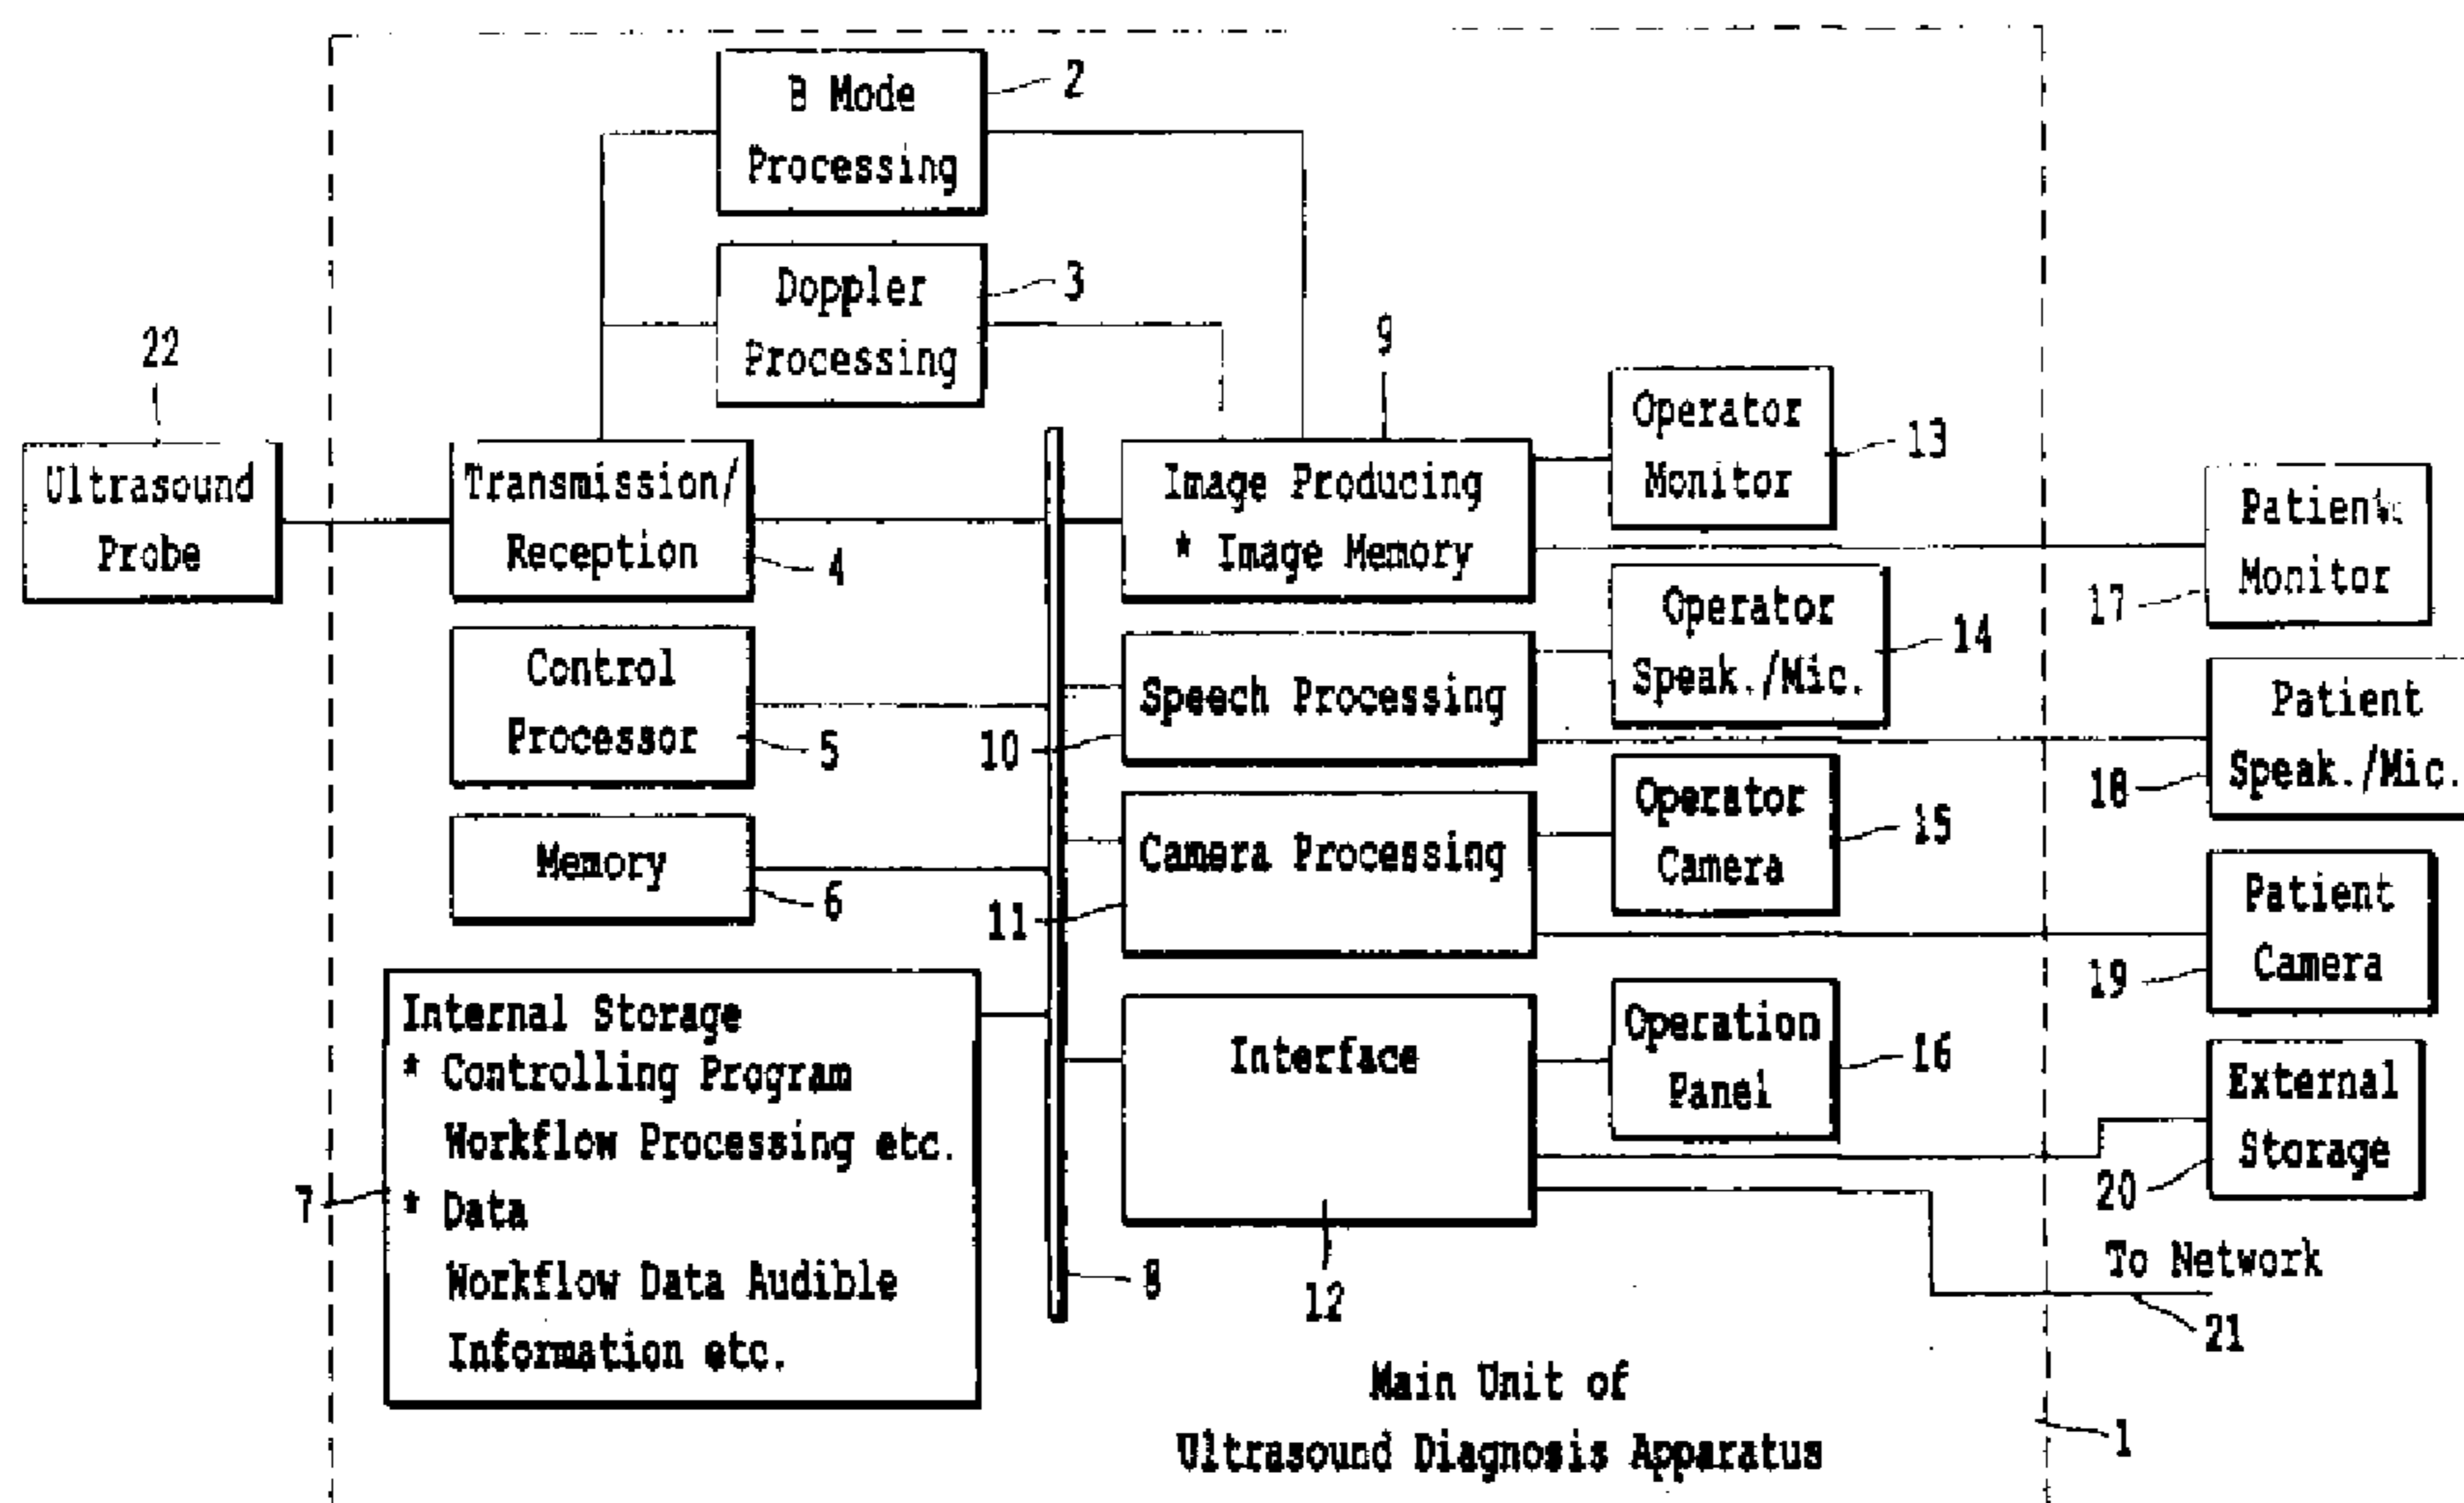 B Mode
Processing
2
Doppler
Processing
3
22
Ultrasound
Probe
Transmission/
Reception
4
9
Image Producing
* Image Memory
Operator
Monitor
13
Patient
Monitor
17
Control
Processor
5
Speech Processing
10
Operator
Speak./Mic.
14
Patient
Speak./Mic.
18
Memory
6
Camera Processing
11
Operator
Camera
15
Patient
Camera
19
Internal Storage
* Controlling Program
Workflow Processing etc.
* Data
Workflow Data Audible
Information etc.
7
8
Interface
12
Operation
Panel
16
External
Storage
20
To Network
21
Main Unit of
Ultrasound Diagnosis Apparatus
1